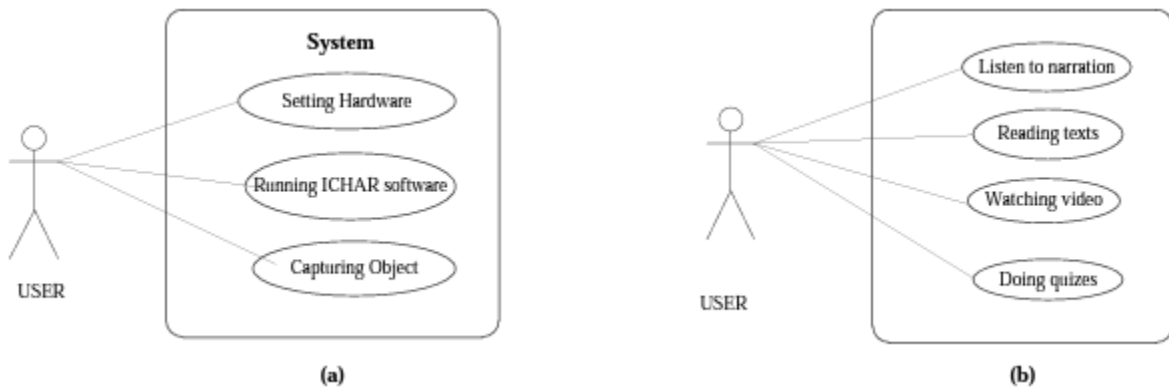 System
Setting Hardware
Running ICHAR software
Capturing Object
USER
(a)
Listen to narration
Reading texts
Watching video
Doing quizes
USER
(b)